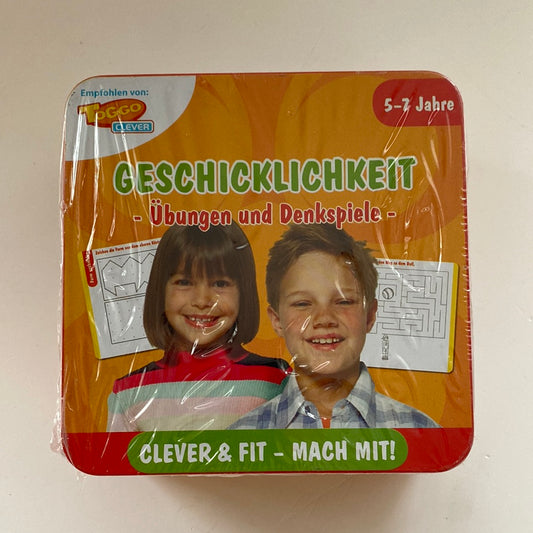 Empfohlen von:
TOGGO
CLEVER
5-7 Jahre
GESCHICKLICHKEIT
- Übungen und Denkspiele -
CLEVER & FIT - MACH MIT!